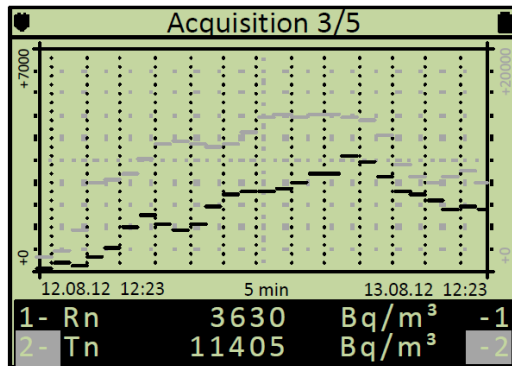 Acquisition 3/5
+7000
+20000
+0
+0
12.08.12 12:23 5 min 13.08.12 12:23
1- Rn 3630 Bq/m³ -1
2- Tn 11405 Bq/m³ -2